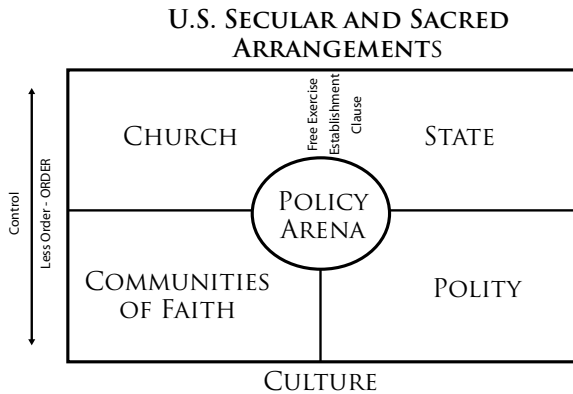 U.S. Secular and Sacred
Arrangements
Control
Less Order - ORDER
Church
Free Exercise
Establishment
Clause
State
Policy
Arena
Communities
of Faith
Polity
Culture